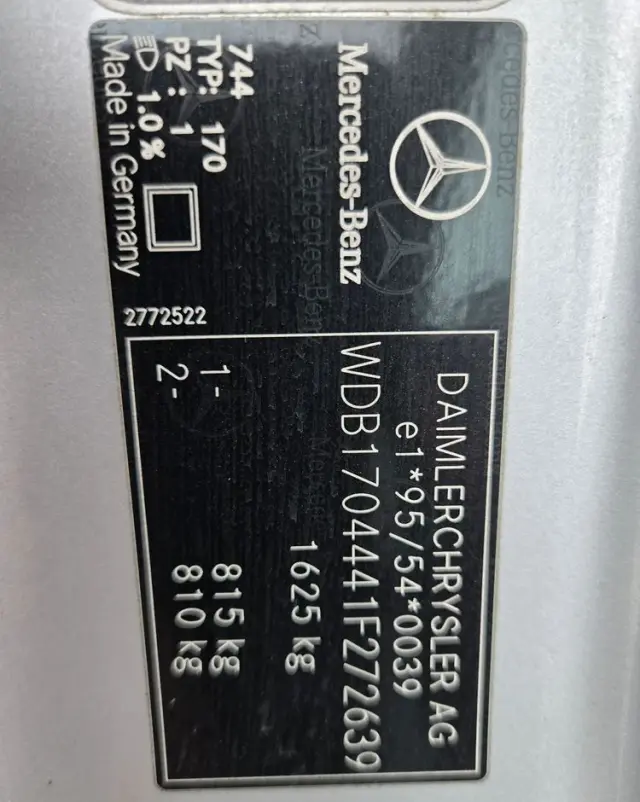 Mercedes-Benz
744
TYP: 170
PZ : 1
1.0 %
Made in Germany
2772522
DAIMLERCHRYSLER AG
e1*95/54*0039
WDB1704441F272639
1625 kg
1- 815 kg
2- 810 kg